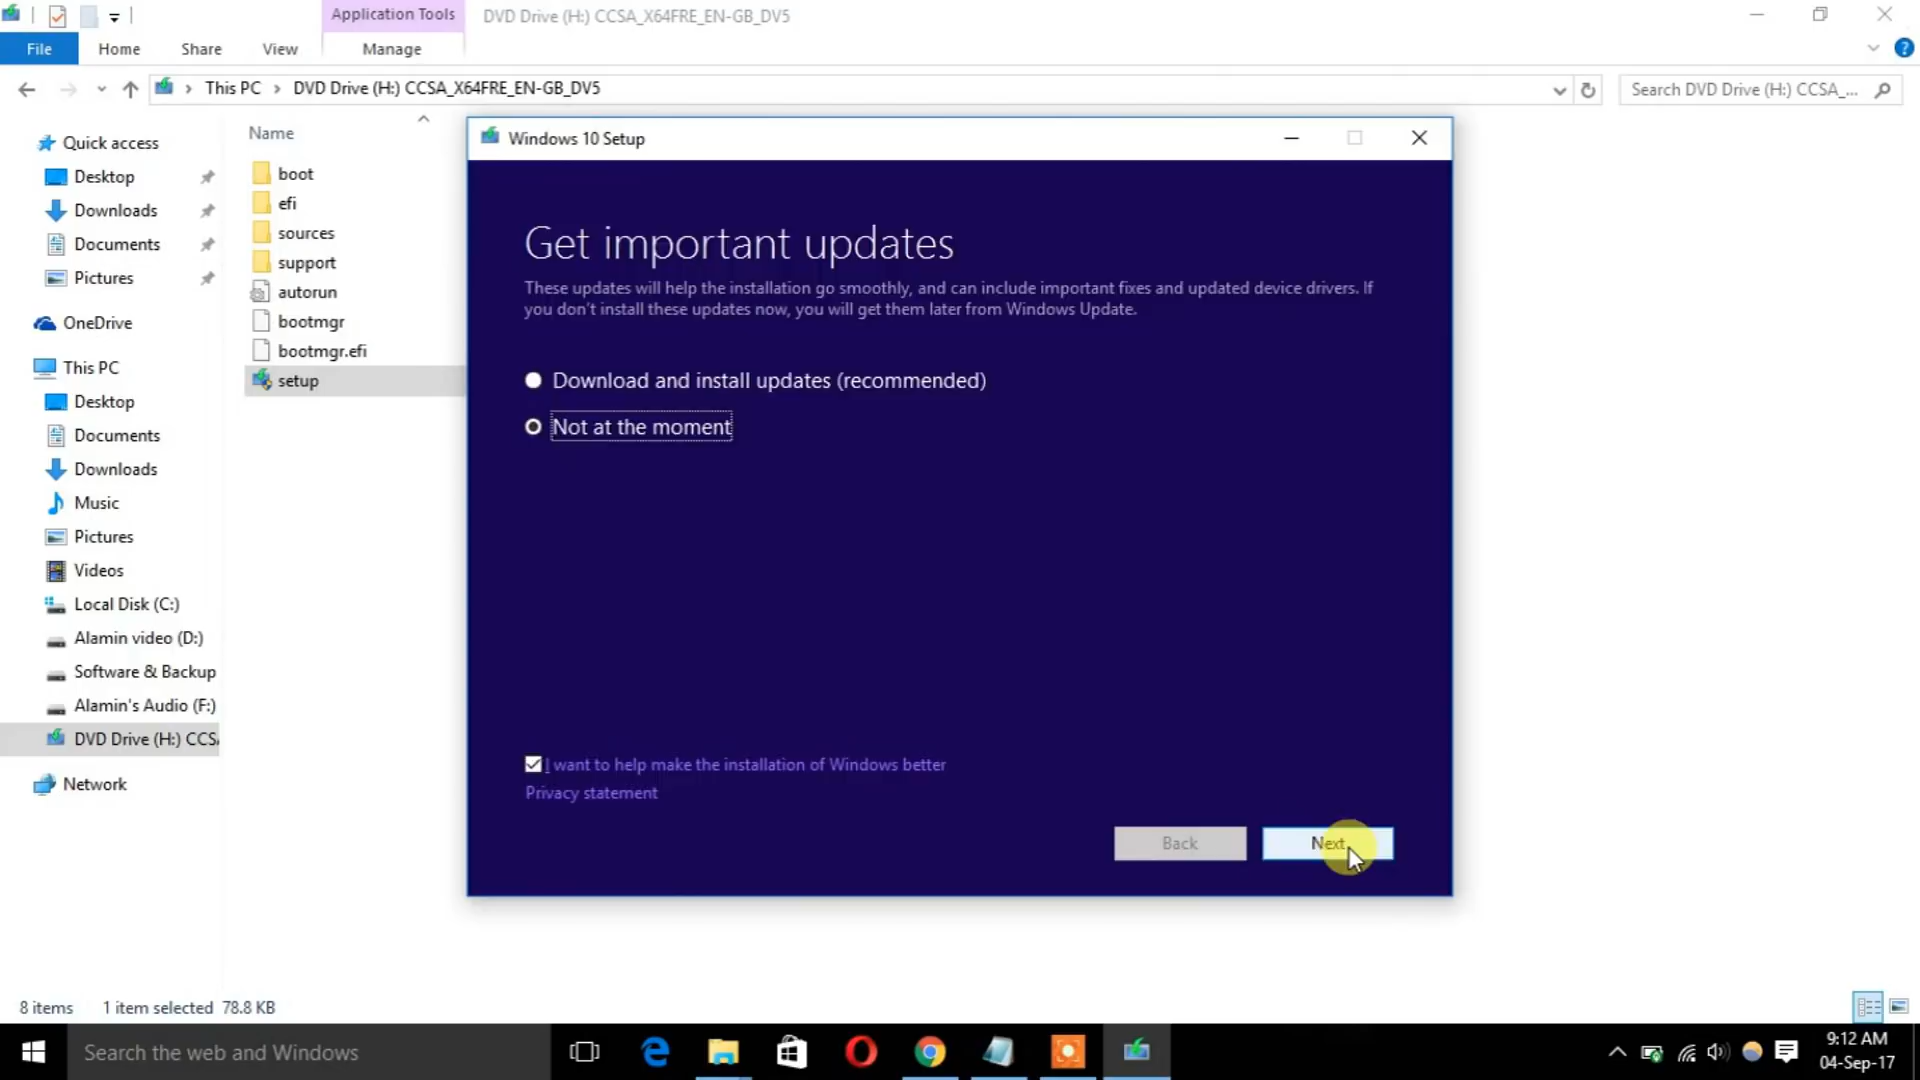 Application Tools
DVD Drive (H:) CCSA_X64FRE_EN-GB_DV5
File
Home
Share
View
Manage
This PC
DVD Drive (H:) CCSA_X64FRE_EN-GB_DV5
Search DVD Drive (H:) CCSA_...
Quick access
Desktop
Downloads
Documents
Pictures
OneDrive
This PC
Desktop
Documents
Downloads
Music
Pictures
Videos
Local Disk (C:)
Alamin video (D:)
Software & Backup
Alamin's Audio (F:)
DVD Drive (H:) CCS
Network
Name
boot
efi
sources
support
autorun
bootmgr
bootmgr.efi
setup
Windows 10 Setup
Get important updates
These updates will help the installation go smoothly, and can include important fixes and updated device drivers. If
you don't install these updates now, you will get them later from Windows Update.
Download and install updates (recommended)
Not at the moment
I want to help make the installation of Windows better
Privacy statement
Back
Next
8 items
1 item selected 78.8 KB
Search the web and Windows
9:12 AM
04-Sep-17